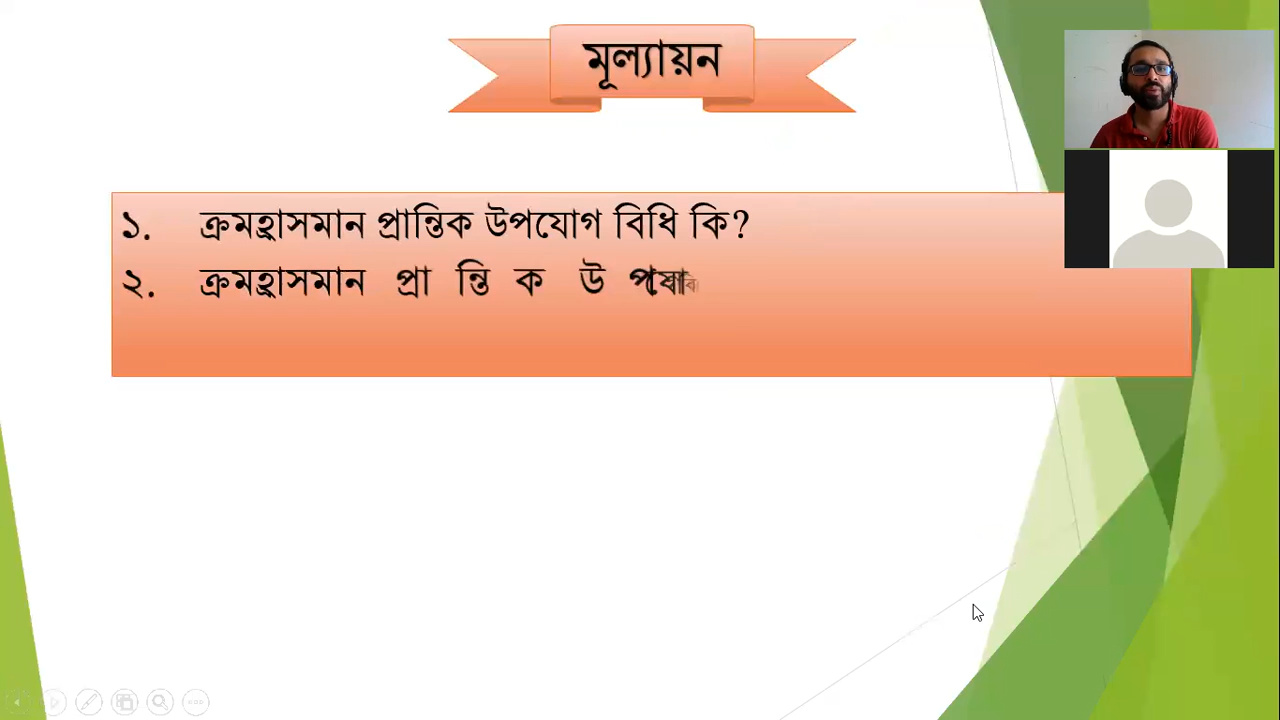 মূল্যায়ন
১. ক্রমহ্রাসমান প্রান্তিক উপযোগ বিধি কি?
২. ক্রমহ্রাসমান প্রান্তিক